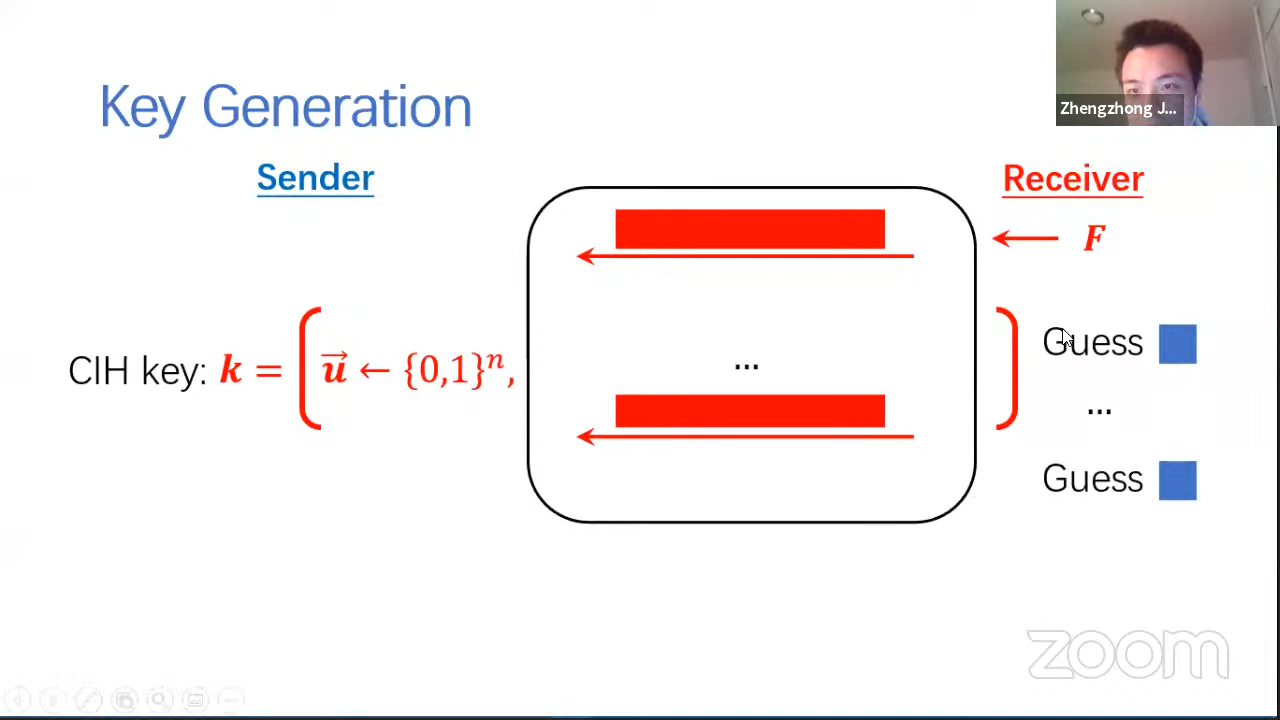 Key Generation
Zhengzhong J...
Sender
Receiver
F
CIH key: k = ( u⃗ ← {0,1}ⁿ,
...
)
Guess
...
Guess
zoom